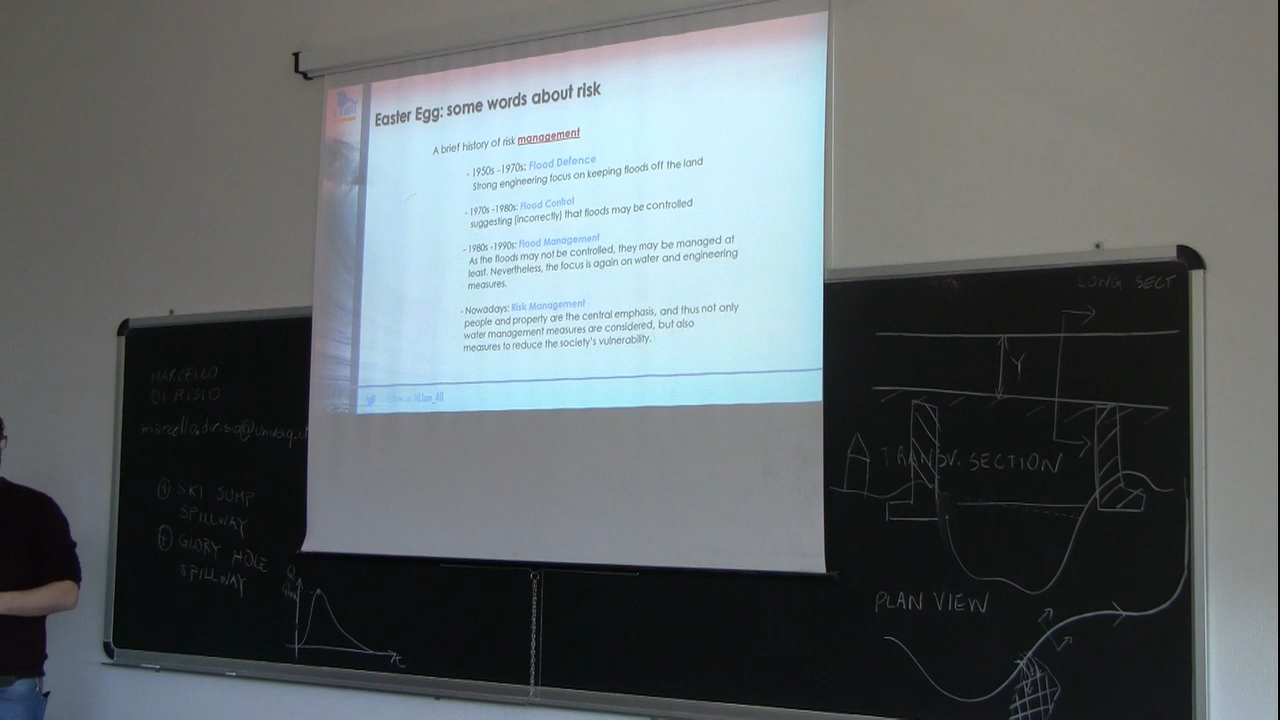 Easter Egg: some words about risk
A brief history of risk management
- 1950s -1970s: Flood Defence
Strong engineering focus on keeping floods off the land
- 1970s -1980s: Flood Control
suggesting (incorrectly) that floods may be controlled
- 1980s -1990s: Flood Management
As the floods may not be controlled, they may be managed at
least. Nevertheless, the focus is again on water and engineering
measures.
- Nowadays: Risk Management
people and property are the central emphasis, and thus not only
water management measures are considered, but also
measures to reduce the society's vulnerability.
MARCELLO
DI RISIO
marcello.dirisio@univaq.it
+ SKI JUMP
SPILLWAY
+ GLORY HOLE
SPILLWAY
Q
t
LONG SECT
Y
TRANSV. SECTION
PLAN VIEW